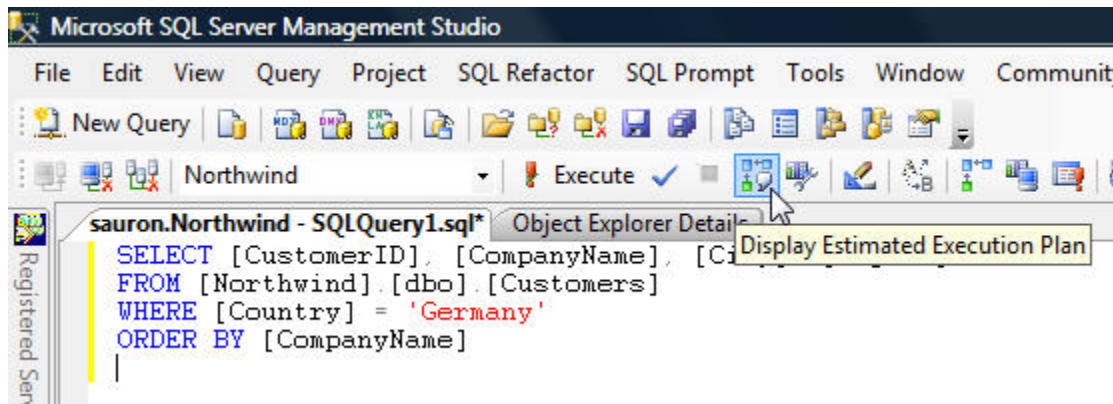 Microsoft SQL Server Management Studio
File Edit View Query Project SQL Refactor SQL Prompt Tools Window Community
New Query
Northwind Execute
sauron.Northwind - SQLQuery1.sql* Object Explorer Details
Display Estimated Execution Plan
SELECT [CustomerID], [CompanyName],
FROM [Northwind].[dbo].[Customers]
WHERE [Country] = 'Germany'
ORDER BY [CompanyName]
Registered